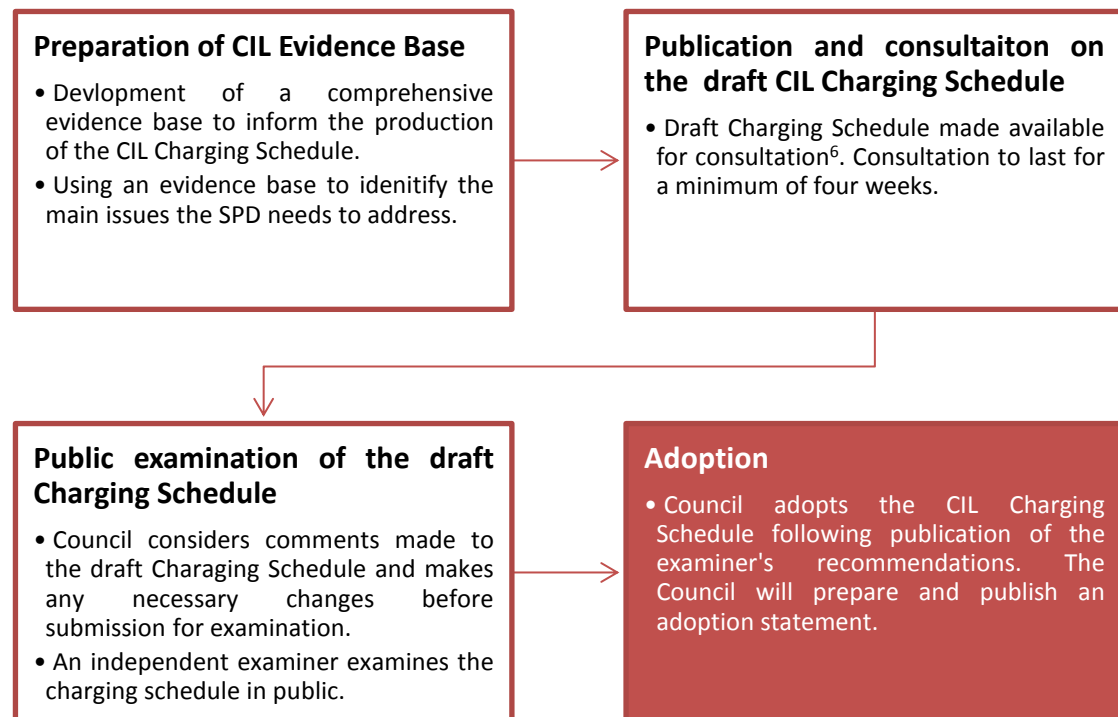 Preparation of CIL Evidence Base
• Devlopment of a comprehensive
evidence base to inform the production
of the CIL Charging Schedule.
• Using an evidence base to idenitify the
main issues the SPD needs to address.
Publication and consultaiton on
the draft CIL Charging Schedule
• Draft Charging Schedule made available
for consultation⁶. Consultation to last for
a minimum of four weeks.
Public examination of the draft
Charging Schedule
• Council considers comments made to
the draft Charaging Schedule and makes
any necessary changes before
submission for examination.
• An independent examiner examines the
charging schedule in public.
Adoption
• Council adopts the CIL Charging
Schedule following publication of the
examiner's recommendations. The
Council will prepare and publish an
adoption statement.